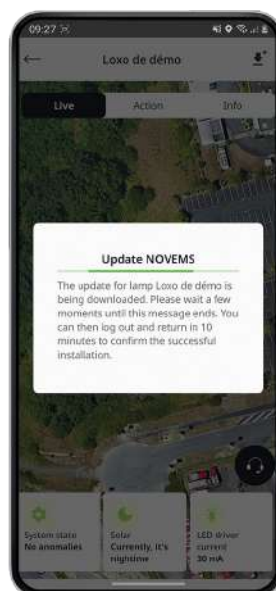 09:27
Loxo de démo
Live
Action
Info
Update NOVEMS
The update for lamp Loxo de démo is
being downloaded. Please wait a few
moments until this message ends. You
can then log out and return in 10
minutes to confirm the successful
installation.
System state
No anomalies
Solar
Currently, it's
nightime
LED driver
current
30 mA